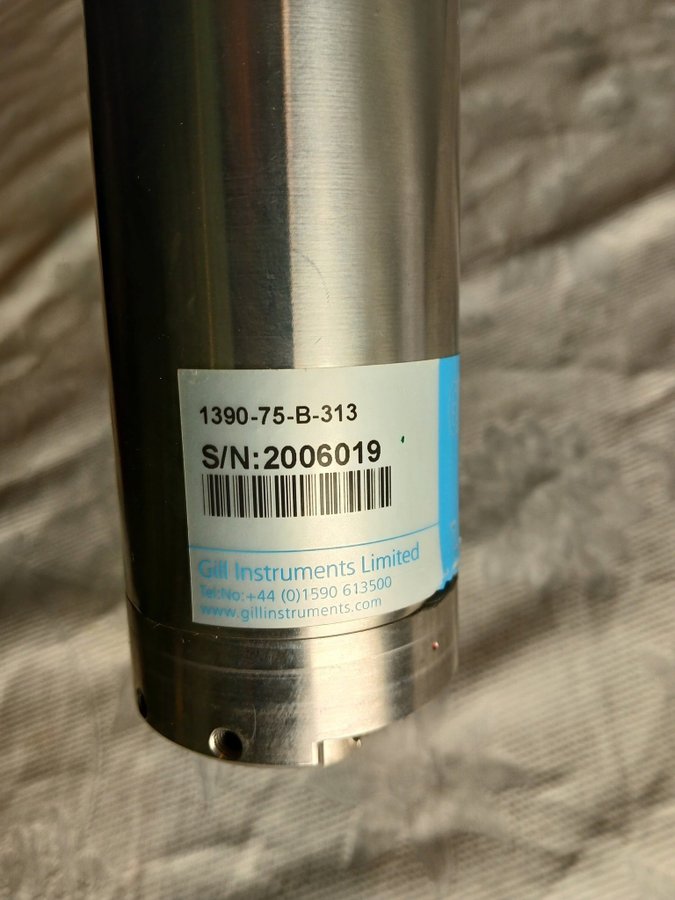 1390-75-B-313
S/N:2006019
Gill Instruments Limited
Tel:No:+44 (0)1590 613500
www.gillinstruments.com